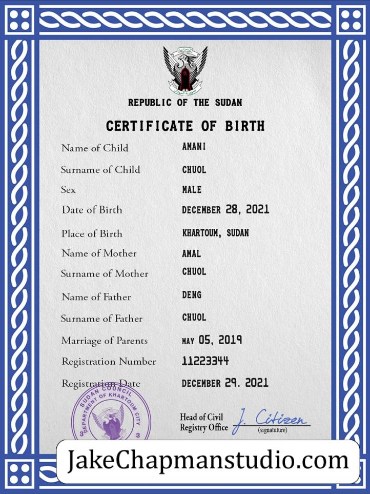 REPUBLIC OF THE SUDAN
CERTIFICATE OF BIRTH
Name of Child AMANI
Surname of Child CHUOL
Sex MALE
Date of Birth DECEMBER 28, 2021
Place of Birth KHARTOUM, SUDAN
Name of Mother AMAL
Surname of Mother CHUOL
Name of Father DENG
Surname of Father CHUOL
Marriage of Parents MAY 05, 2019
Registration Number 11223344
Registration Date DECEMBER 29. 2021
SUDAN COUNCIL
DEPARTMENT OF KHARTOUM CITY
Head of Civil
Registry Office J. Citizen
(signatuture)
JakeChapmanstudio.com